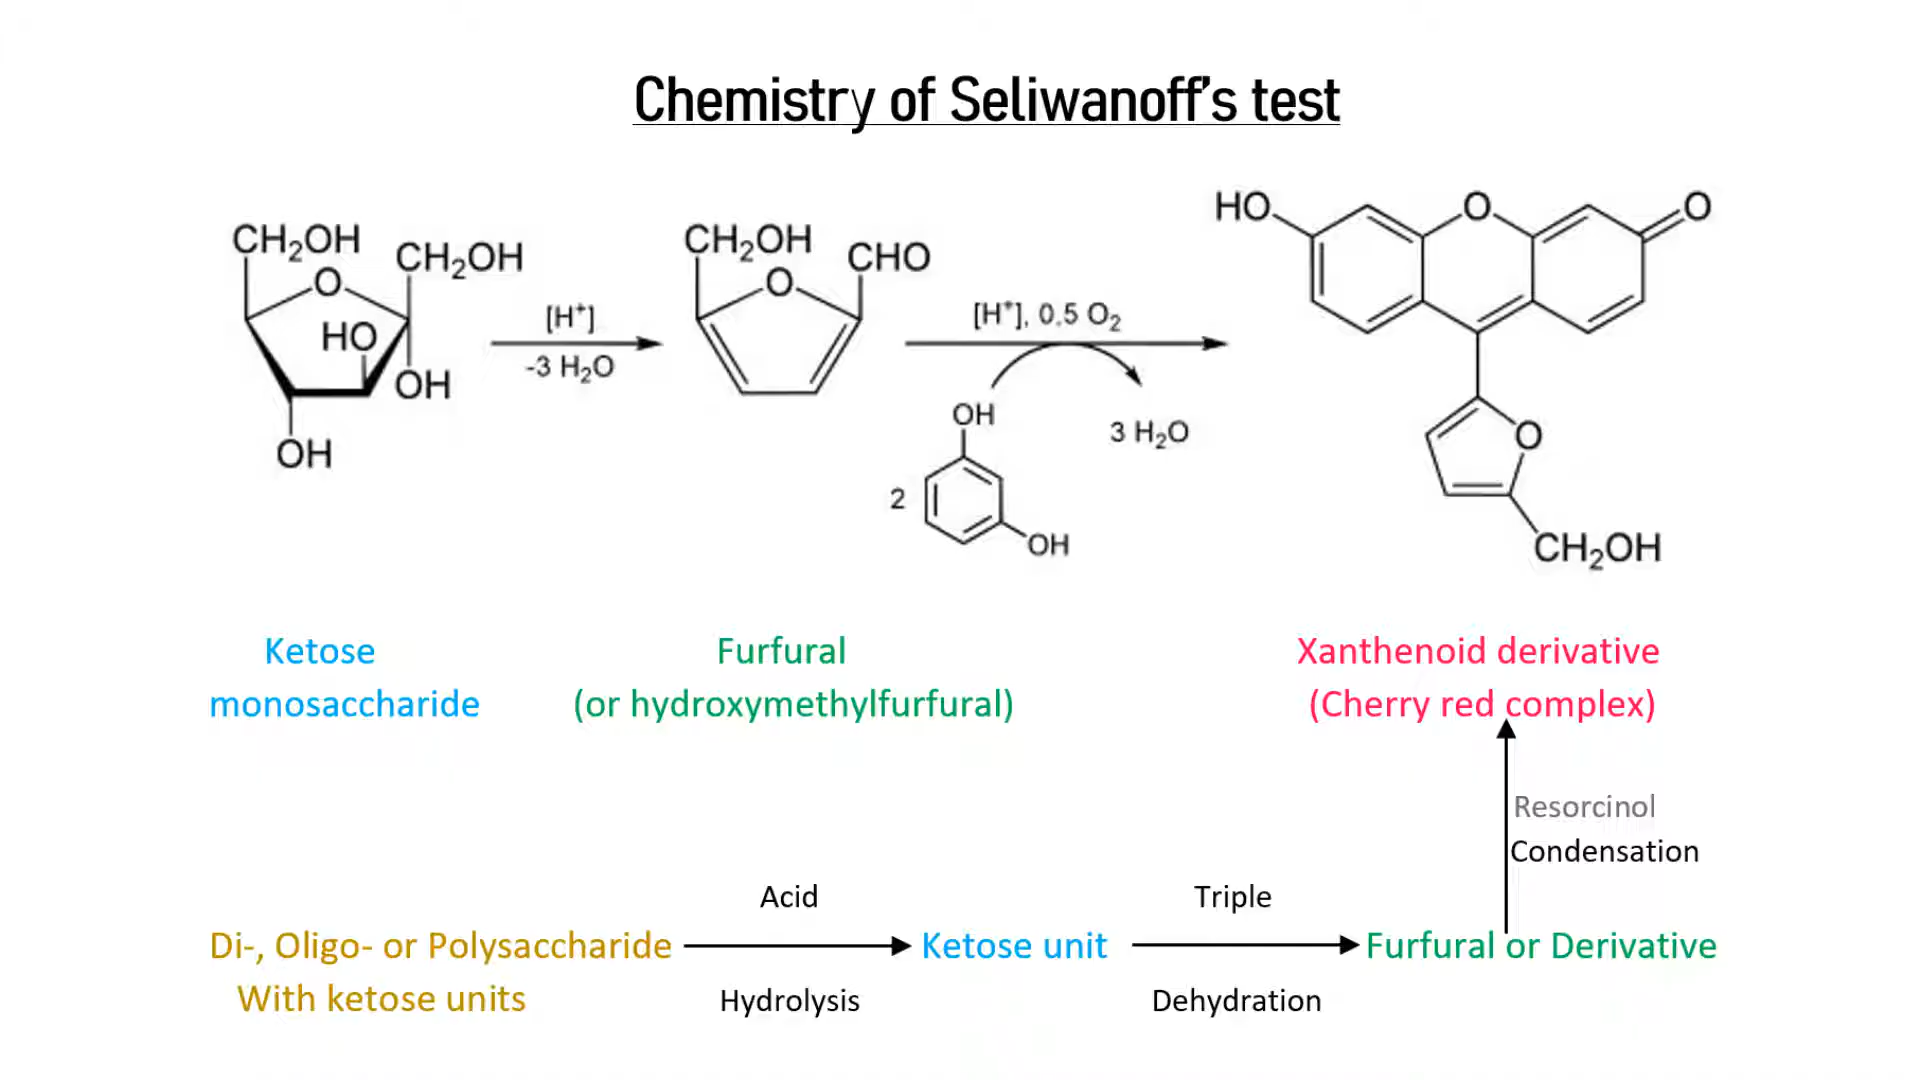 Chemistry of Seliwanoff's test
CH₂OH
CH₂OH
O
HO
OH
OH
[H⁺]
-3 H₂O
CH₂OH
CHO
O
[H⁺], 0.5 O₂
OH
2
OH
3 H₂O
HO
O
O
O
CH₂OH
Ketose
monosaccharide
Furfural
(or hydroxymethylfurfural)
Xanthenoid derivative
(Cherry red complex)
Resorcinol
Condensation
Di-, Oligo- or Polysaccharide
With ketose units
Acid
Hydrolysis
Ketose unit
Triple
Dehydration
Furfural or Derivative